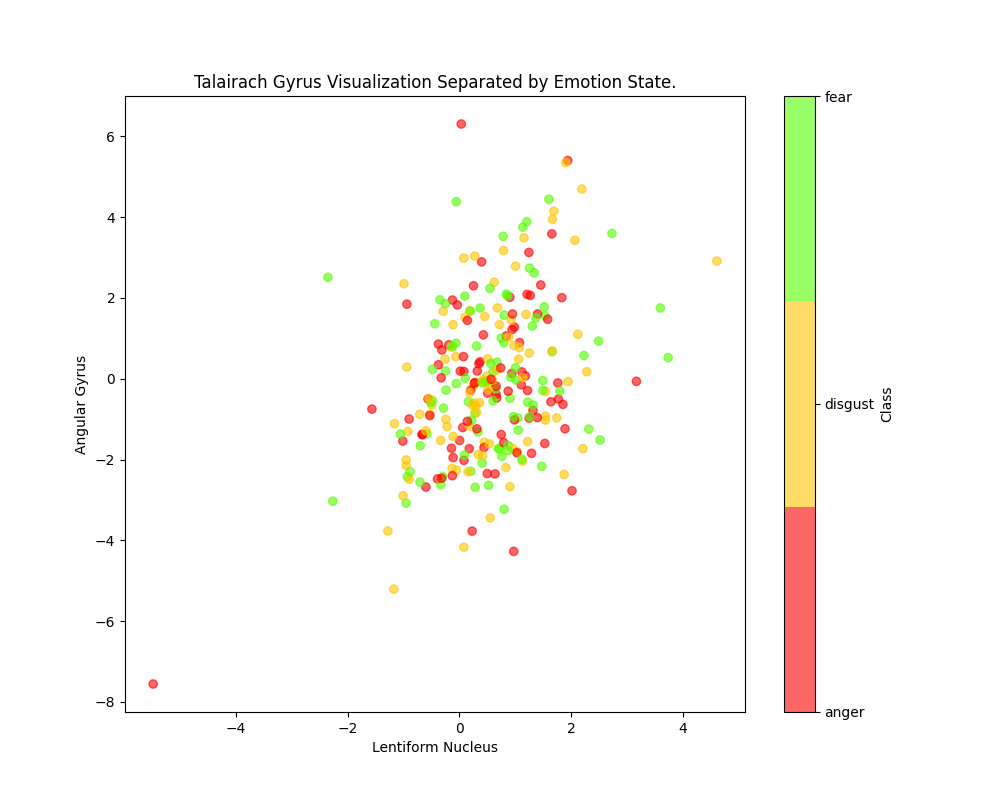 Talairach Gyrus Visualization Separated by Emotion State.
6
4
2
0
−2
−4
−6
−8
Angular Gyrus
−4
−2
0
2
4
Lentiform Nucleus
fear
disgust
anger
Class